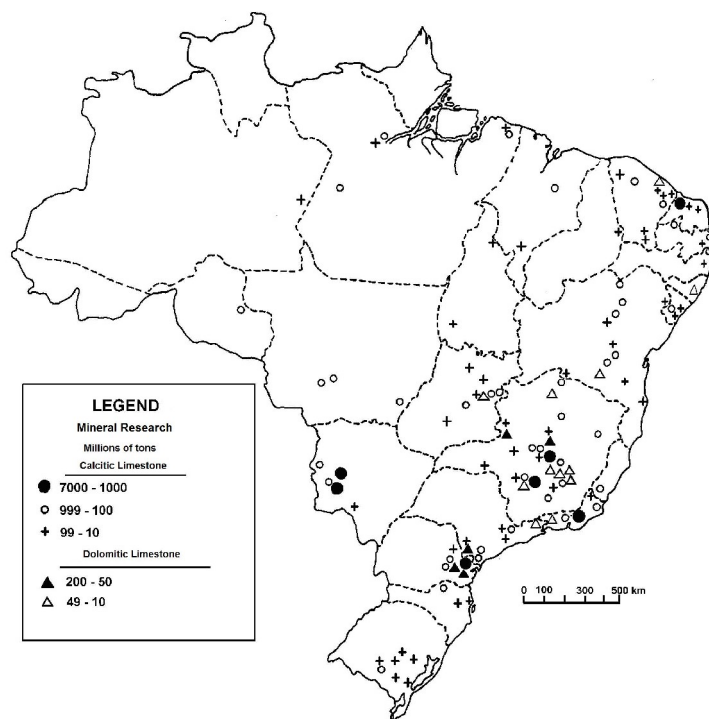 LEGEND
Mineral Research
Millions of tons
Calcitic Limestone
7000 - 1000
999 - 100
99 - 10
Dolomitic Limestone
200 - 50
49 - 10
0 100 500 km